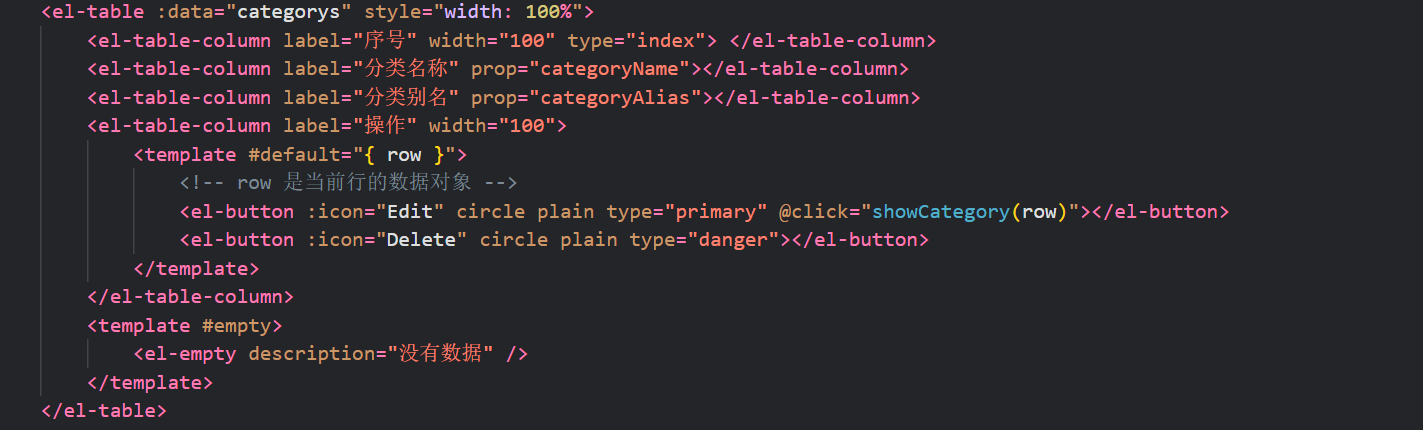 <el-table :data="categorys" style="width: 100%">
<el-table-column label="序号" width="100" type="index"> </el-table-column>
<el-table-column label="分类名称" prop="categoryName"></el-table-column>
<el-table-column label="分类别名" prop="categoryAlias"></el-table-column>
<el-table-column label="操作" width="100">
<template #default="{ row }">
<!-- row 是当前行的数据对象 -->
<el-button :icon="Edit" circle plain type="primary" @click="showCategory(row)"></el-button>
<el-button :icon="Delete" circle plain type="danger"></el-button>
</template>
</el-table-column>
<template #empty>
<el-empty description="没有数据" />
</template>
</el-table>